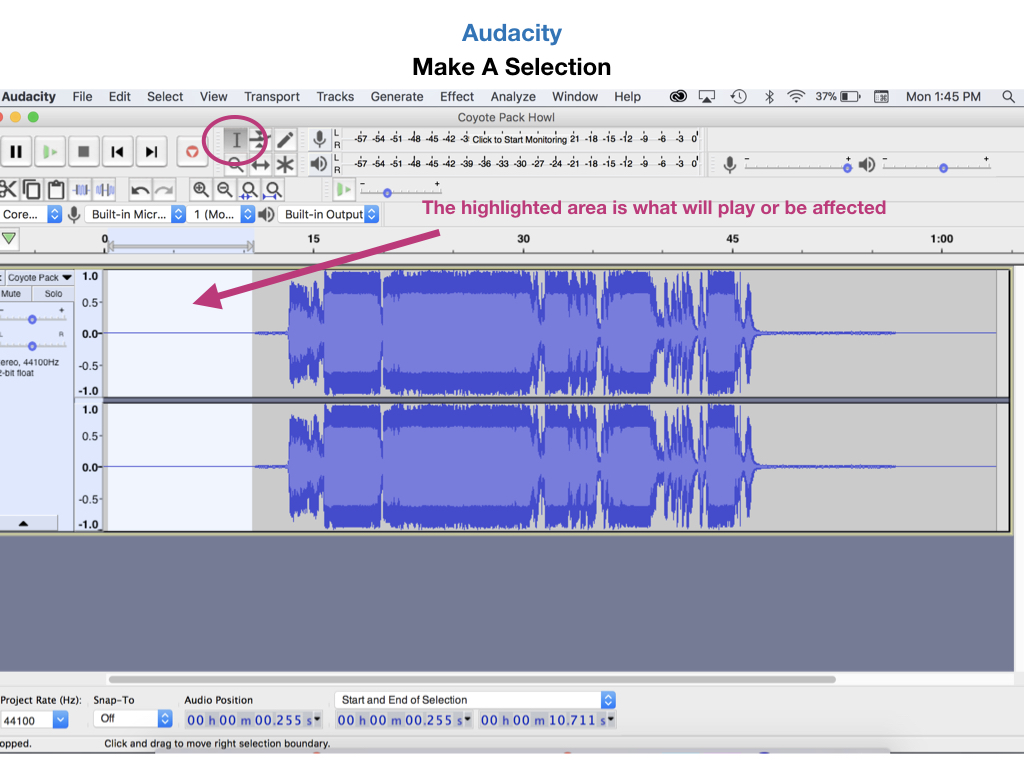 Audacity
Make A Selection
Audacity File Edit Select View Transport Tracks Generate Effect Analyze Window Help 37% Mon 1:45 PM
Coyote Pack Howl
L R -57 -54 -51 -48 -45 -42 -3 Click to Start Monitoring 21 -18 -15 -12 -9 -6 -3 0
L R -57 -54 -51 -48 -45 -42 -39 -36 -33 -30 -27 -24 -21 -18 -15 -12 -9 -6 -3 0
- + - +
- +
Core... Built-in Micr... 1 (Mo... Built-in Output
The highlighted area is what will play or be affected
0 15 30 45 1:00
Coyote Pack
Mute Solo
- +
L R
ereo, 44100Hz
2-bit float
1.0
0.5-
0.0-
-0.5-
-1.0
1.0
0.5-
0.0-
-0.5-
-1.0
Project Rate (Hz): Snap-To Audio Position Start and End of Selection
44100 Off 00 h 00 m 00.255 s 00 h 00 m 00.255 s 00 h 00 m 10.711 s
opped. Click and drag to move right selection boundary.